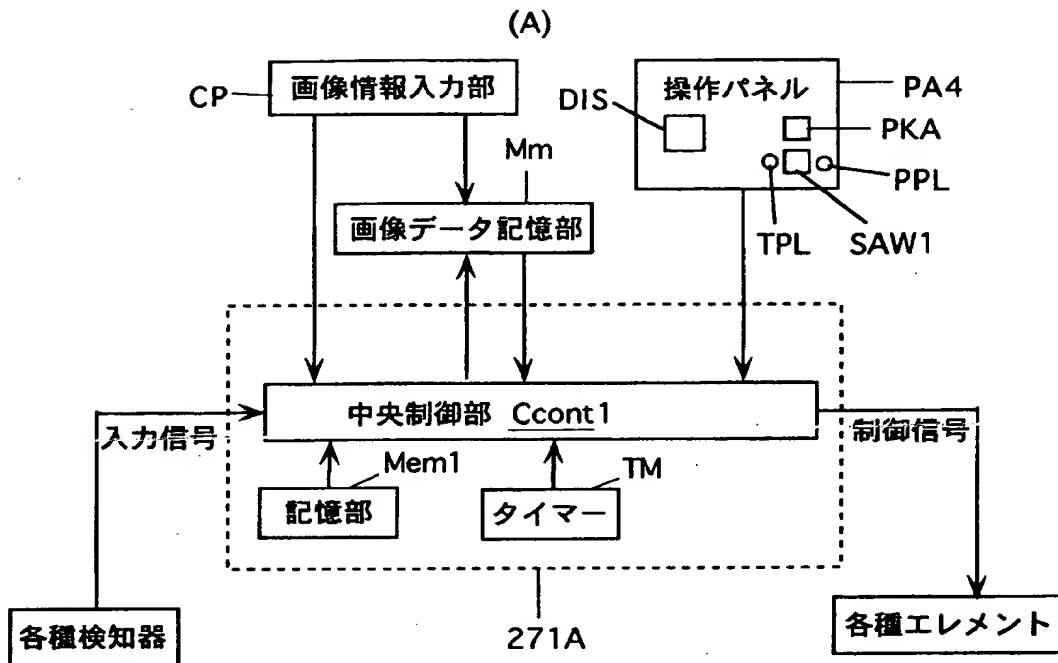 (A)
CP
画像情報入力部
操作パネル
PA4
DIS
PKA
Mm
PPL
画像データ記憶部
TPL
SAW1
中央制御部 Ccont1
入力信号
制御信号
Mem1
TM
記憶部
タイマー
各種検知器
271A
各種エレメント